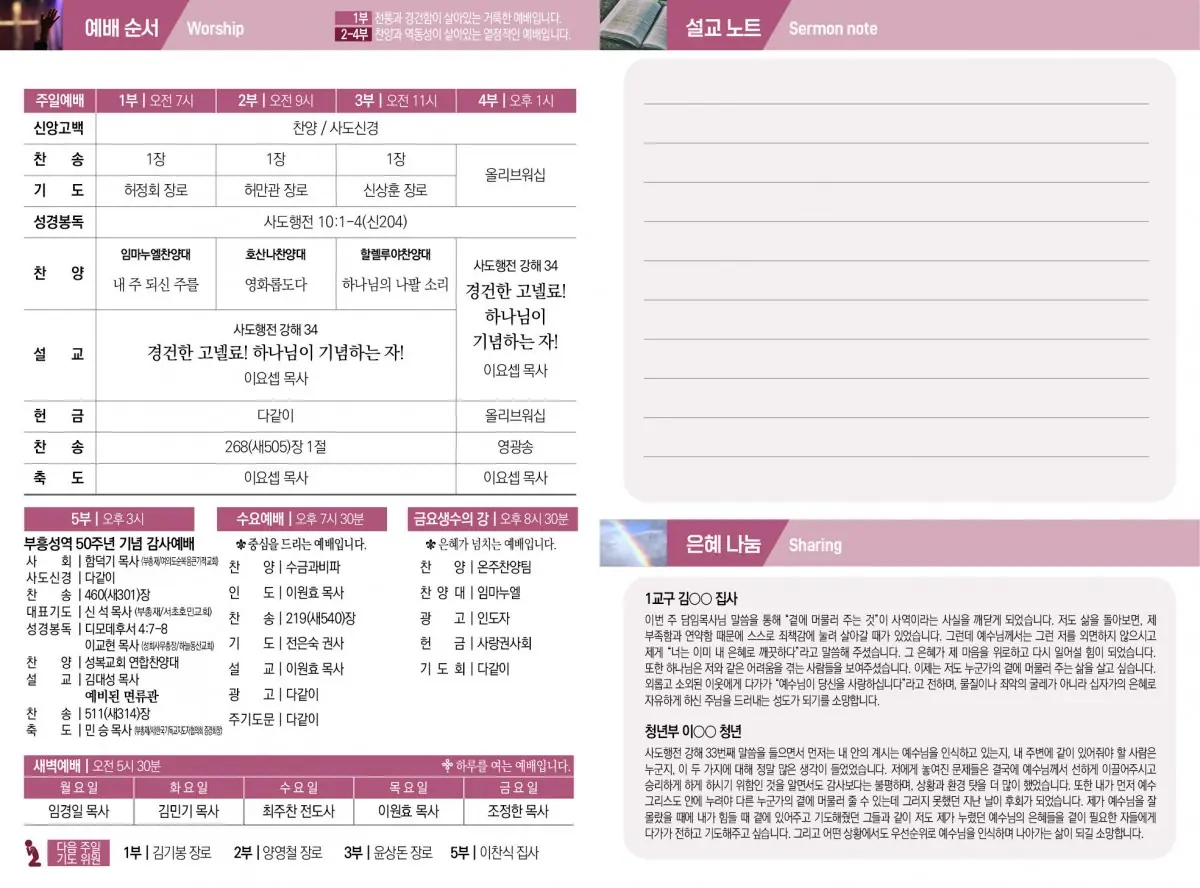 예배 순서 Worship
1부 전통과 경건함이 살아있는 거룩한 예배입니다.
2-4부 찬양과 역동성이 살아있는 열정적인 예배입니다.
주일예배 1부 | 오전 7시 2부 | 오전 9시 3부 | 오전 11시 4부 | 오후 1시
신앙고백 찬양 / 사도신경
찬 송 1장 1장 1장
올리브워십
기 도 허정회 장로 허만관 장로 신상훈 장로
성경봉독 사도행전 10:1-4(신204)
찬 양
임마누엘찬양대 호산나찬양대 할렐루야찬양대
내 주 되신 주를 영화롭도다 하나님의 나팔 소리
사도행전 강해 34
경건한 고넬료!
하나님이
기념하는 자!
이요셉 목사
설 교
사도행전 강해 34
경건한 고넬료! 하나님이 기념하는 자!
이요셉 목사
헌 금 다같이 올리브워십
찬 송 268(새505)장 1절 영광송
축 도 이요셉 목사 이요셉 목사
5부 | 오후 3시
부흥성역 50주년 기념 감사예배
사 회 | 함덕기 목사 (부총재/여의도순복음큰기적교회)
사도신경 | 다같이
찬 송 | 460(새301)장
대표기도 | 신 석 목사 (부총재/서초호민교회)
성경봉독 | 디모데후서 4:7-8
이교현 목사 (성회사무총장/하늘동산교회)
찬 양 | 성복교회 연합찬양대
설 교 | 김대성 목사
예비된 면류관
찬 송 | 511(새314)장
축 도 | 민 승 목사
수요예배 | 오후 7시 30분
중심을 드리는 예배입니다.
찬 양 | 수금과비파
인 도 | 이원효 목사
찬 송 | 219(새540)장
기 도 | 전은숙 권사
설 교 | 이원효 목사
광 고 | 다같이
주기도문 | 다같이
금요생수의 강 | 오후 8시 30분
은혜가 넘치는 예배입니다.
찬 양 | 온주찬양팀
찬 양 대 | 임마누엘
광 고 | 인도자
헌 금 | 사랑권사회
기 도 회 | 다같이
새벽예배 | 오전 5시 30분 하루를 여는 예배입니다.
월요일 화요일 수요일 목요일 금요일
임경일 목사 김민기 목사 최주찬 전도사 이원효 목사 조정한 목사
다음 주일
기도 위원
1부 | 김기봉 장로 2부 | 양영철 장로 3부 | 윤상돈 장로 5부 | 이찬식 집사
설교 노트 Sermon note
은혜 나눔 Sharing
1교구 김○○ 집사
이번 주 담임목사님 말씀을 통해 “곁에 머물러 주는 것”이 사역이라는 사실을 깨닫게 되었습니다. 저도 삶을 돌아보면, 제
부족함과 연약함 때문에 스스로 죄책감에 눌려 살아갈 때가 있었습니다. 그런데 예수님께서는 그런 저를 외면하지 않으시고
제게 “너는 이미 내 은혜로 깨끗하다”라고 말씀해 주셨습니다. 그 은혜가 제 마음을 위로하고 다시 일어설 힘이 되었습니다.
또한 하나님은 저와 같은 어려움을 겪는 사람들을 보여주셨습니다. 이제는 저도 누군가의 곁에 머물러 주는 삶을 살고 싶습니다.
외롭고 소외된 이웃에게 다가가 “예수님이 당신을 사랑하십니다”라고 전하며, 물질이나 죄악의 굴레가 아니라 십자가의 은혜로
자유하게 하신 주님을 드러내는 성도가 되기를 소망합니다.
청년부 이○○ 청년
사도행전 강해 33번째 말씀을 들으면서 먼저는 내 안의 계시는 예수님을 인식하고 있는지, 내 주변에 같이 있어줘야 할 사람은
누군지, 이 두 가지에 대해 정말 많은 생각이 들었었습니다. 저에게 놓여진 문제들은 결국에 예수님께서 선하게 이끌어주시고
승리하게 하게 하시기 위함인 것을 알면서도 감사보다는 불평하며, 상황과 환경 탓을 더 많이 했었습니다. 또한 내가 먼저 예수
그리스도 안에 누려야 다른 누군가의 곁에 머물러 줄 수 있는데 그러지 못했던 지난 날이 후회가 되었습니다. 제가 예수님을 잘
몰랐을 때에 내가 힘들 때 곁에 있어주고 기도해줬던 그들과 같이 저도 제가 누렸던 예수님의 은혜들을 곁이 필요한 자들에게
다가가 전하고 기도해주고 싶습니다. 그리고 어떤 상황에서도 우선순위로 예수님을 인식하며 나아가는 삶이 되길 소망합니다.